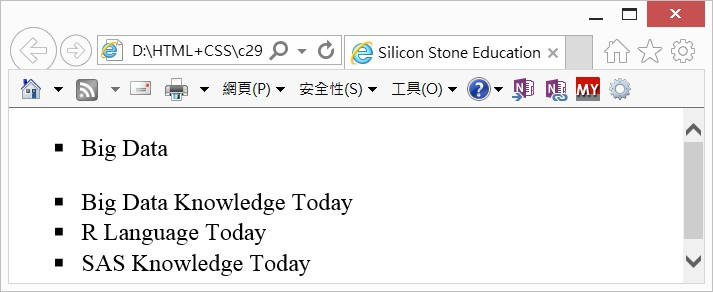 D:\HTML+CSS\c29
Silicon Stone Education
網頁(P) 安全性(S) 工具(O) ? MY
Big Data
Big Data Knowledge Today
R Language Today
SAS Knowledge Today